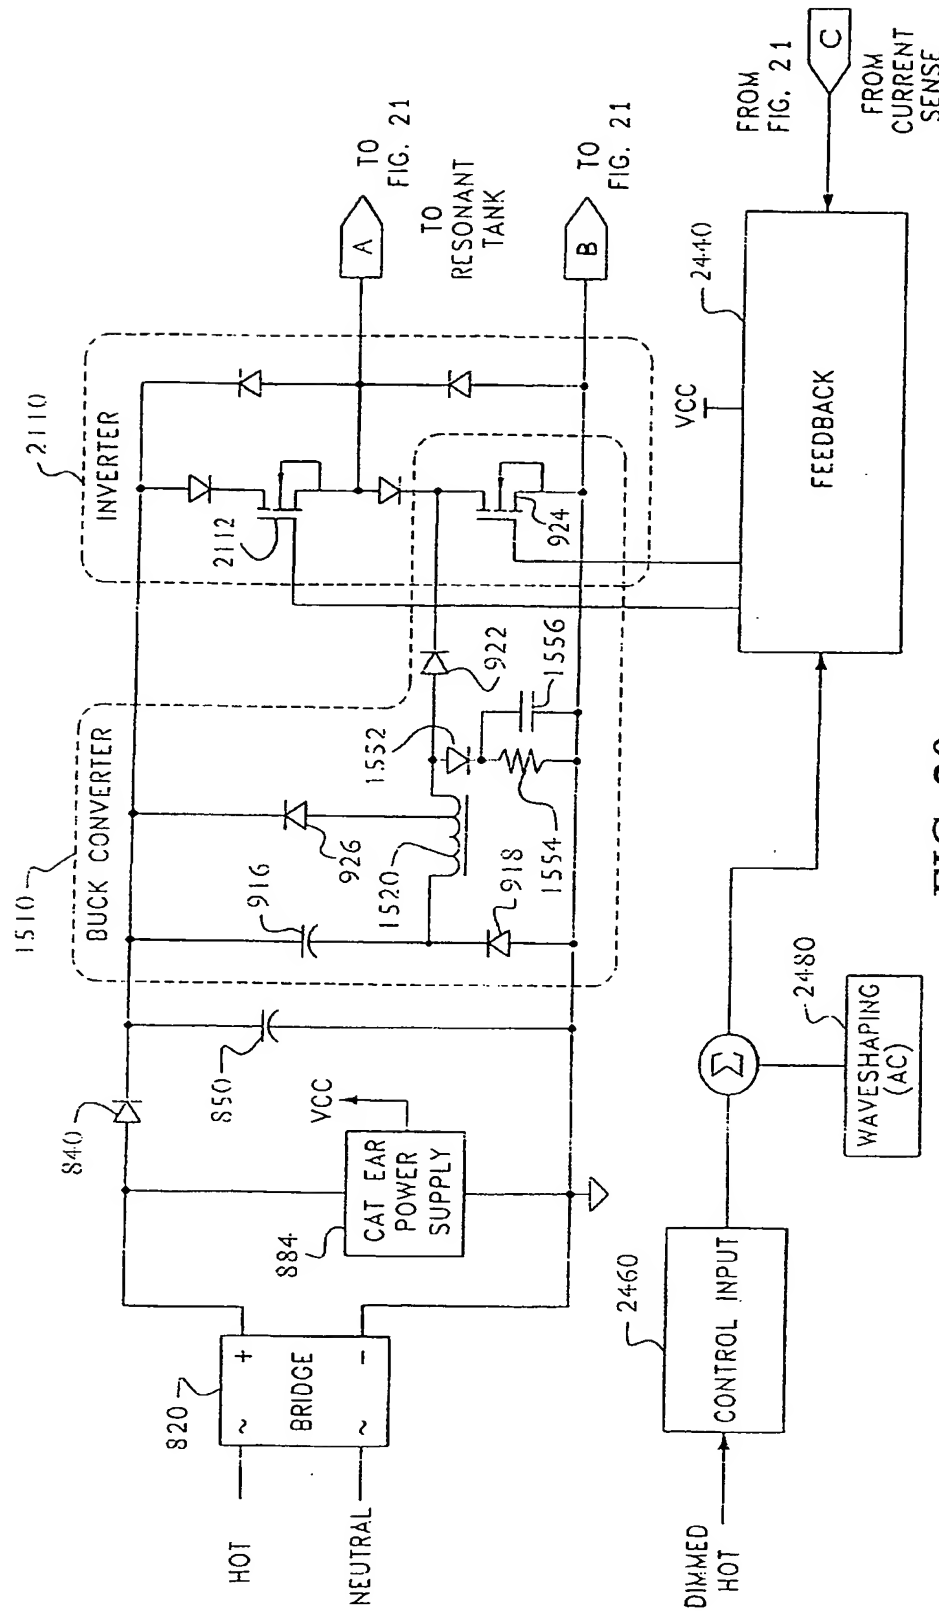 1510
BUCK CONVERTER
2110
INVERTER
840
850
916
926
1520
918
1552
1554
922
1556
2112
924
A
TO
FIG. 21
TO
RESONANT
TANK
B
TO
FIG. 21
HOT
NEUTRAL
820
~ +
BRIDGE
~ -
884
CAT EAR
POWER
SUPPLY
VCC
DIMMED
HOT
2460
CONTROL INPUT
Σ
2480
WAVESHAPING
(AC)
VCC
2440
FEEDBACK
FROM
FIG. 21
C
FROM
CURRENT
SENSE